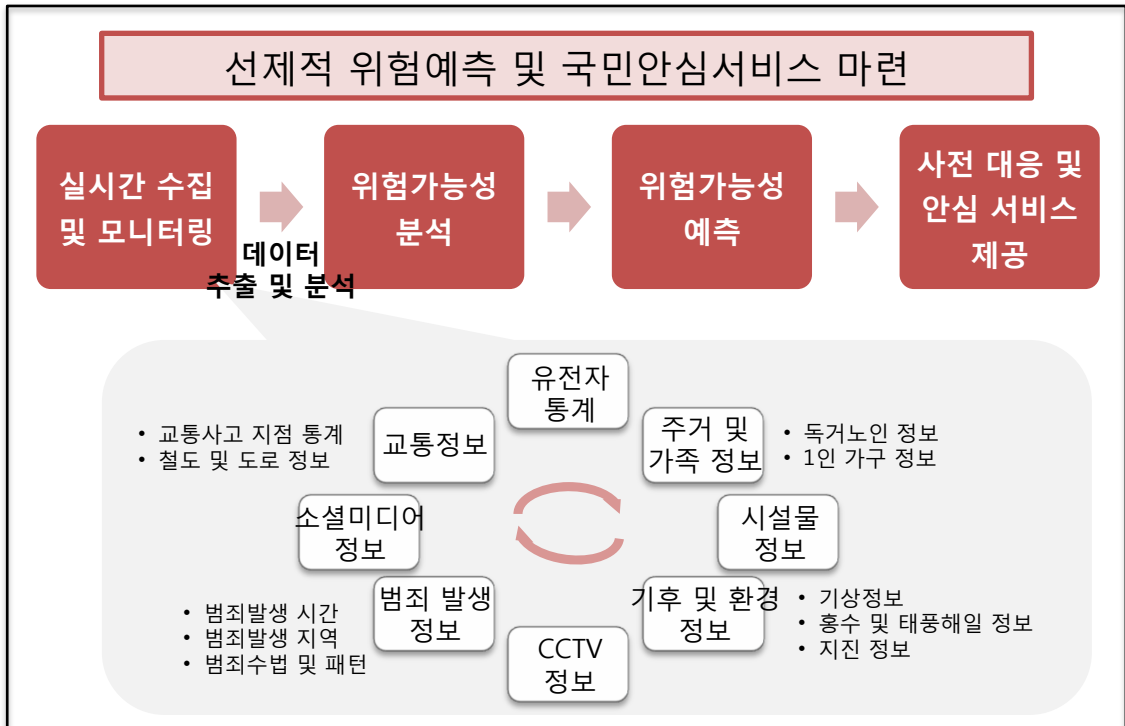 선제적 위험예측 및 국민안심서비스 마련
실시간 수집
및 모니터링
데이터
추출 및 분석
위험가능성
분석
위험가능성
예측
사전 대응 및
안심 서비스
제공
유전자
통계
• 교통사고 지점 통계
• 철도 및 도로 정보
교통정보
주거 및
가족 정보
• 독거노인 정보
• 1인 가구 정보
소셜미디어
정보
시설물
정보
• 범죄발생 시간
• 범죄발생 지역
• 범죄수법 및 패턴
범죄 발생
정보
CCTV
정보
기후 및 환경
정보
• 기상정보
• 홍수 및 태풍해일 정보
• 지진 정보